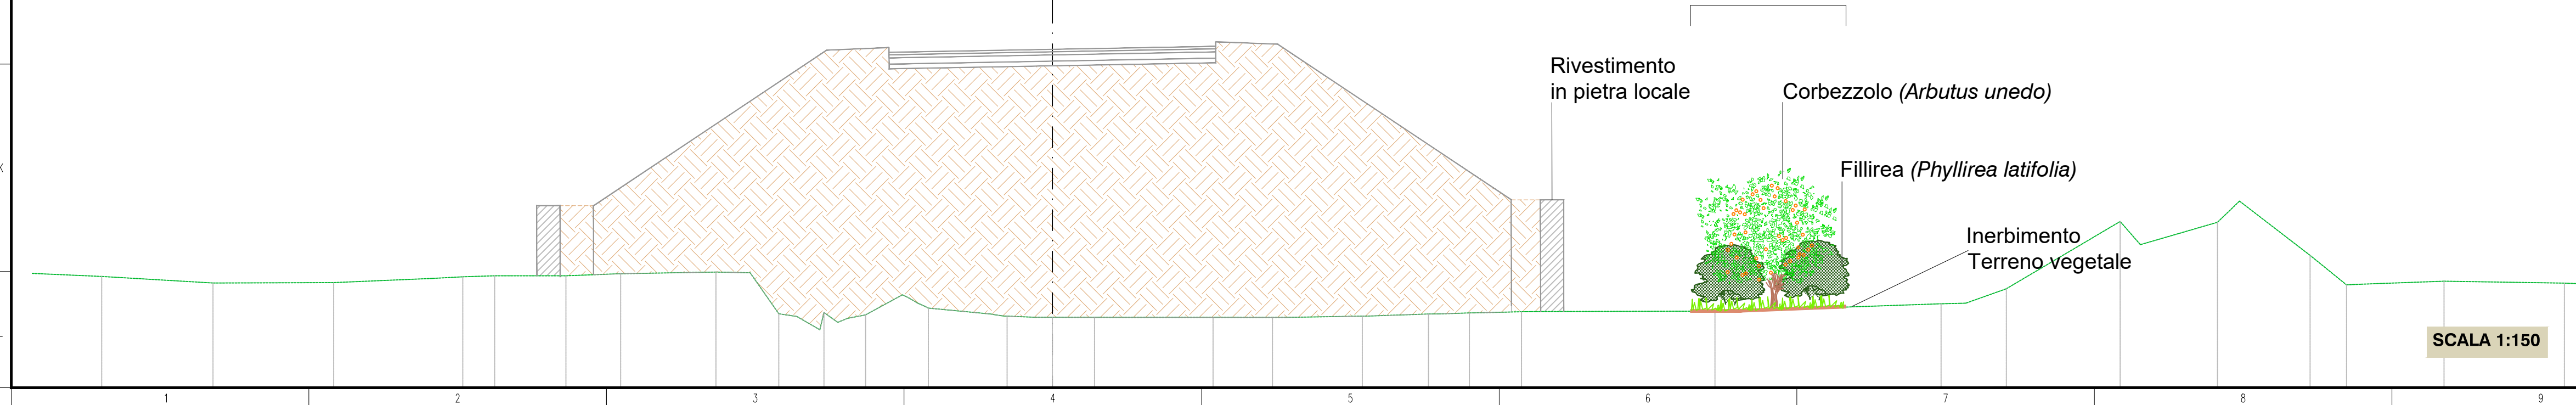 Rivestimento
in pietra locale
Corbezzolo (Arbutus unedo)
Fillirea (Phyllirea latifolia)
Inerbimento
Terreno vegetale
SCALA 1:150
1 2 3 4 5 6 7 8 9